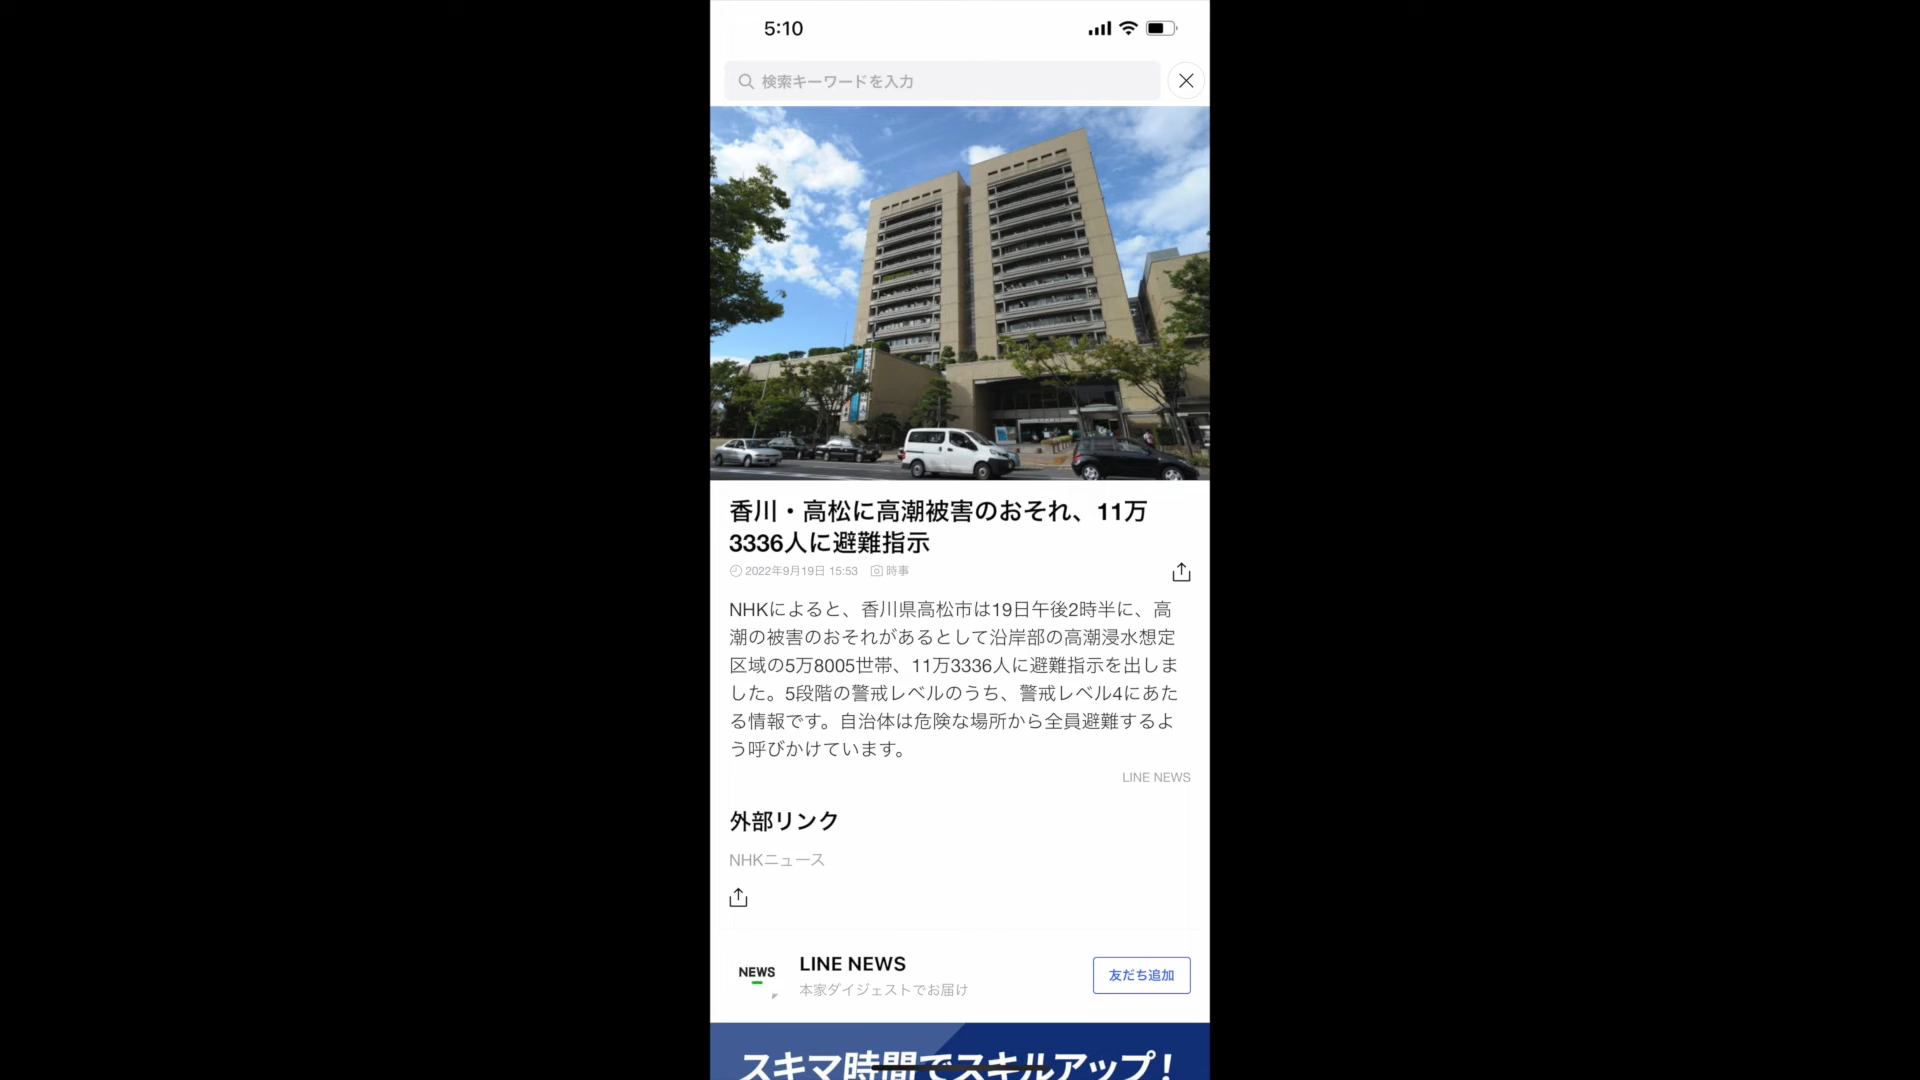 5:10
検索キーワードを入力
香川・高松に高潮被害のおそれ、11万
3336人に避難指示
2022年9月19日 15:53 時事
NHKによると、香川県高松市は19日午後2時半に、高
潮の被害のおそれがあるとして沿岸部の高潮浸水想定
区域の5万8005世帯、11万3336人に避難指示を出しま
した。5段階の警戒レベルのうち、警戒レベル4にあた
る情報です。自治体は危険な場所から全員避難するよ
う呼びかけています。
LINE NEWS
外部リンク
NHKニュース
NEWS
LINE NEWS
本家ダイジェストでお届け
友だち追加
スキマ時間でスキルアップ!